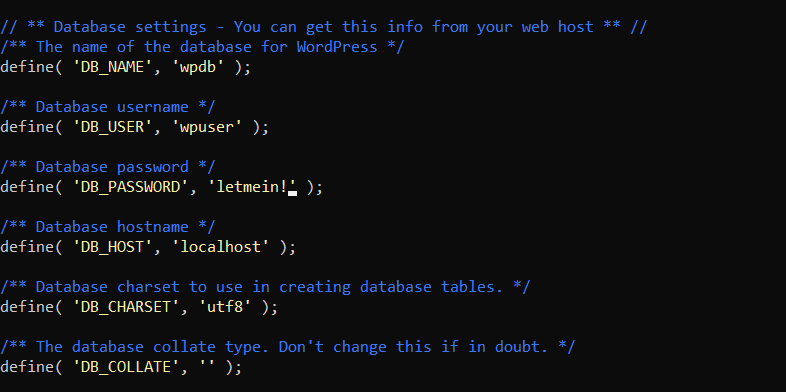 // ** Database settings - You can get this info from your web host ** //
/** The name of the database for WordPress */
define( 'DB_NAME', 'wpdb' );
/** Database username */
define( 'DB_USER', 'wpuser' );
/** Database password */
define( 'DB_PASSWORD', 'letmein!' );
/** Database hostname */
define( 'DB_HOST', 'localhost' );
/** Database charset to use in creating database tables. */
define( 'DB_CHARSET', 'utf8' );
/** The database collate type. Don't change this if in doubt. */
define( 'DB_COLLATE', '' );